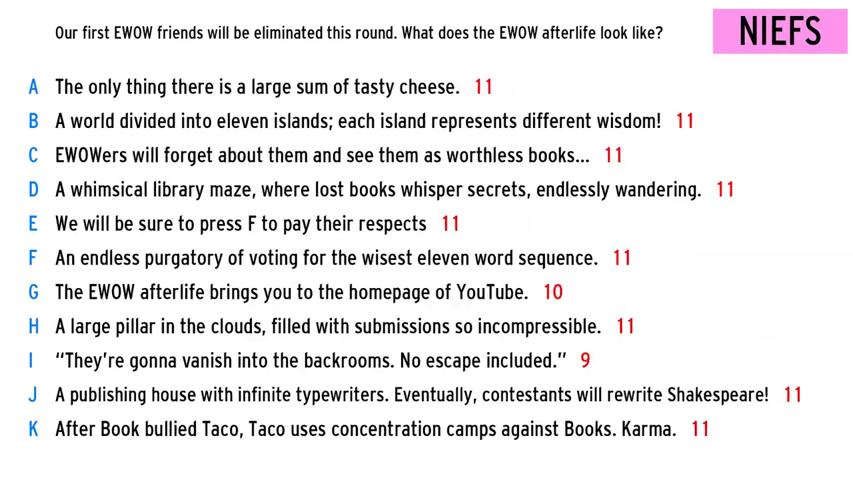 Our first EWOW friends will be eliminated this round. What does the EWOW afterlife look like?
NIEFS
A The only thing there is a large sum of tasty cheese. 11
B A world divided into eleven islands; each island represents different wisdom! 11
C EWOWers will forget about them and see them as worthless books... 11
D A whimsical library maze, where lost books whisper secrets, endlessly wandering. 11
E We will be sure to press F to pay their respects 11
F An endless purgatory of voting for the wisest eleven word sequence. 11
G The EWOW afterlife brings you to the homepage of YouTube. 10
H A large pillar in the clouds, filled with submissions so incompressible. 11
I “They're gonna vanish into the backrooms. No escape included.” 9
J A publishing house with infinite typewriters. Eventually, contestants will rewrite Shakespeare! 11
K After Book bullied Taco, Taco uses concentration camps against Books. Karma. 11